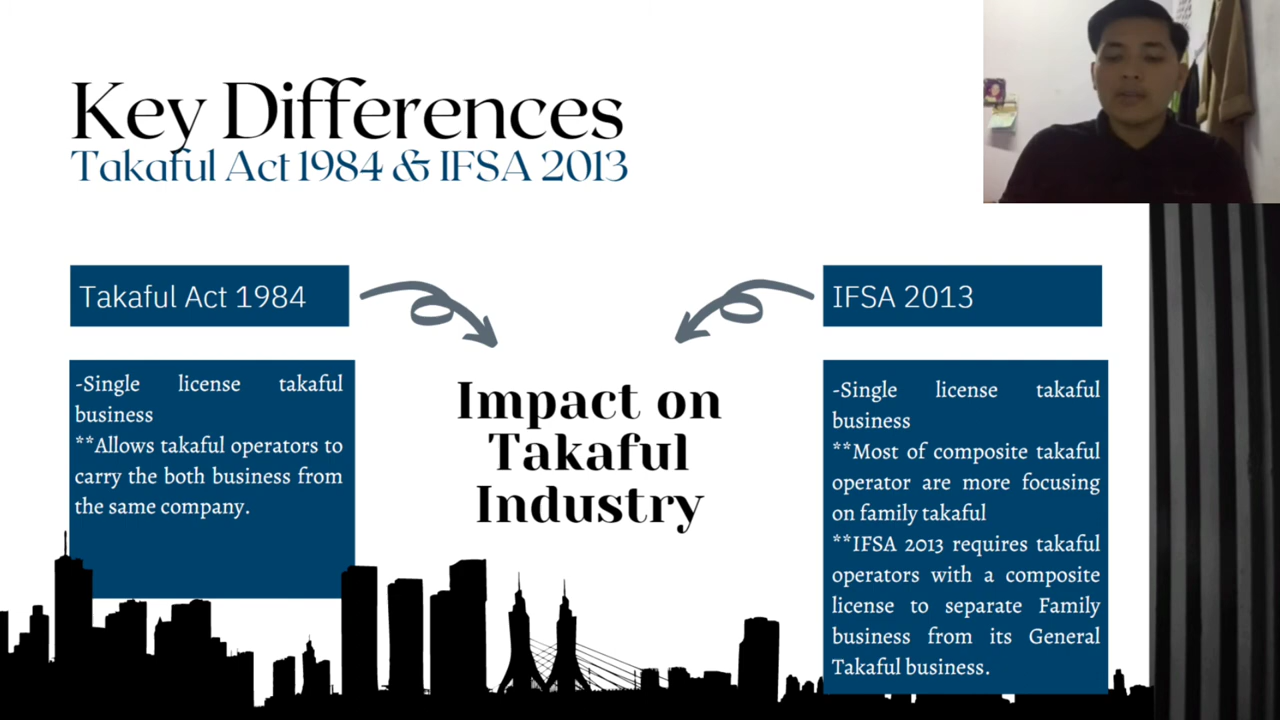 Key Differences
Takaful Act 1984 & IFSA 2013
Takaful Act 1984
-Single license takaful
business
**Allows takaful operators to
carry the both business from
the same company.
Impact on
Takaful
Industry
IFSA 2013
-Single license takaful
business
**Most of composite takaful
operator are more focusing
on family takaful
**IFSA 2013 requires takaful
operators with a composite
license to separate Family
business from its General
Takaful business.